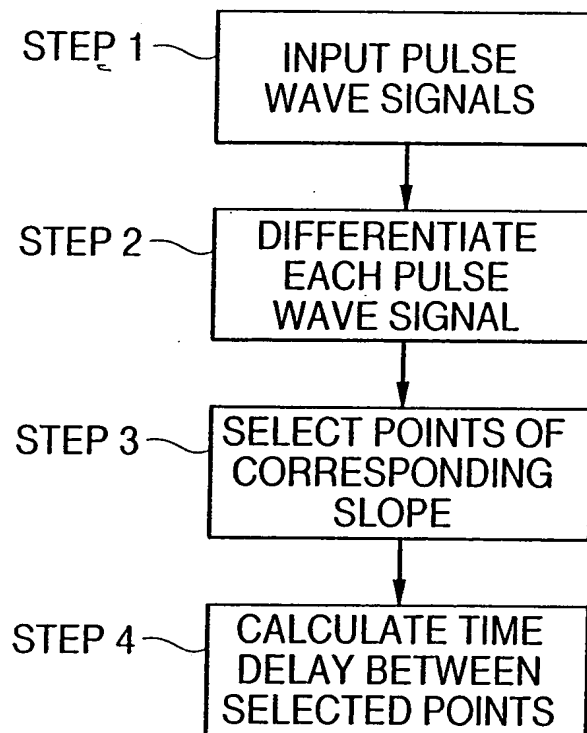 STEP 1
INPUT PULSE
WAVE SIGNALS
STEP 2
DIFFERENTIATE
EACH PULSE
WAVE SIGNAL
STEP 3
SELECT POINTS OF
CORRESPONDING
SLOPE
STEP 4
CALCULATE TIME
DELAY BETWEEN
SELECTED POINTS